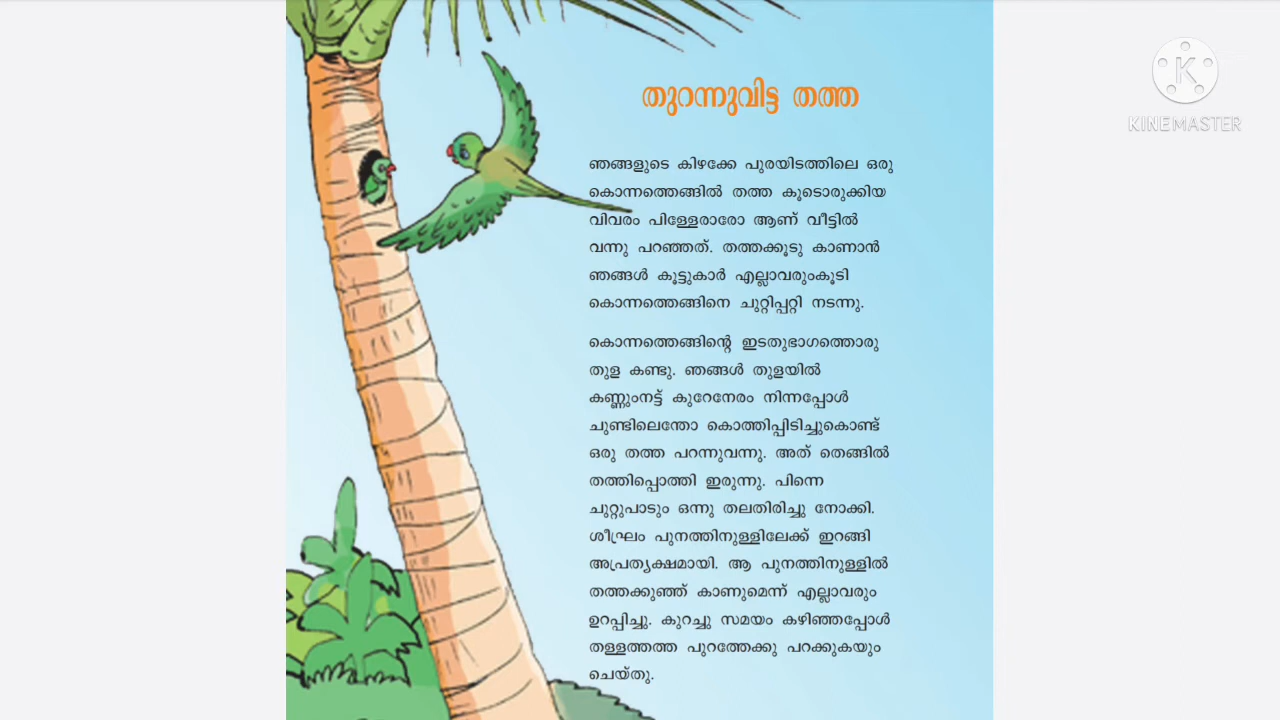 തുറന്നുവിട്ട തത്ത
KINEMASTER
ഞങ്ങളുടെ കിഴക്കേ പുരയിടത്തിലെ ഒരു
കൊന്നത്തെങ്ങിൽ തത്ത കൂടൊരുക്കിയ
വിവരം പിള്ളേരാരോ ആണ് വീട്ടിൽ
വന്നു പറഞ്ഞത്. തത്തക്കൂടു കാണാൻ
ഞങ്ങൾ കൂട്ടുകാർ എല്ലാവരുംകൂടി
കൊന്നത്തെങ്ങിനെ ചുറ്റിപ്പറ്റി നടന്നു.
കൊന്നത്തെങ്ങിന്റെ ഇടതുഭാഗത്തൊരു
തുള കണ്ടു. ഞങ്ങൾ തുളയിൽ
കണ്ണുംനട്ട് കുറേനേരം നിന്നപ്പോൾ
ചുണ്ടിലെന്തോ കൊത്തിപ്പിടിച്ചുകൊണ്ട്
ഒരു തത്ത പറന്നുവന്നു. അത് തെങ്ങിൽ
തത്തിപ്പൊത്തി ഇരുന്നു. പിന്നെ
ചുറ്റുപാടും ഒന്നു തലതിരിച്ചു നോക്കി.
ശീഘ്രം പുനത്തിനുള്ളിലേക്ക് ഇറങ്ങി
അപ്രത്യക്ഷമായി. ആ പുനത്തിനുള്ളിൽ
തത്തക്കുഞ്ഞ് കാണുമെന്ന് എല്ലാവരും
ഉറപ്പിച്ചു. കുറച്ചു സമയം കഴിഞ്ഞപ്പോൾ
തള്ളത്തത്ത പുറത്തേക്കു പറക്കുകയും
ചെയ്തു.